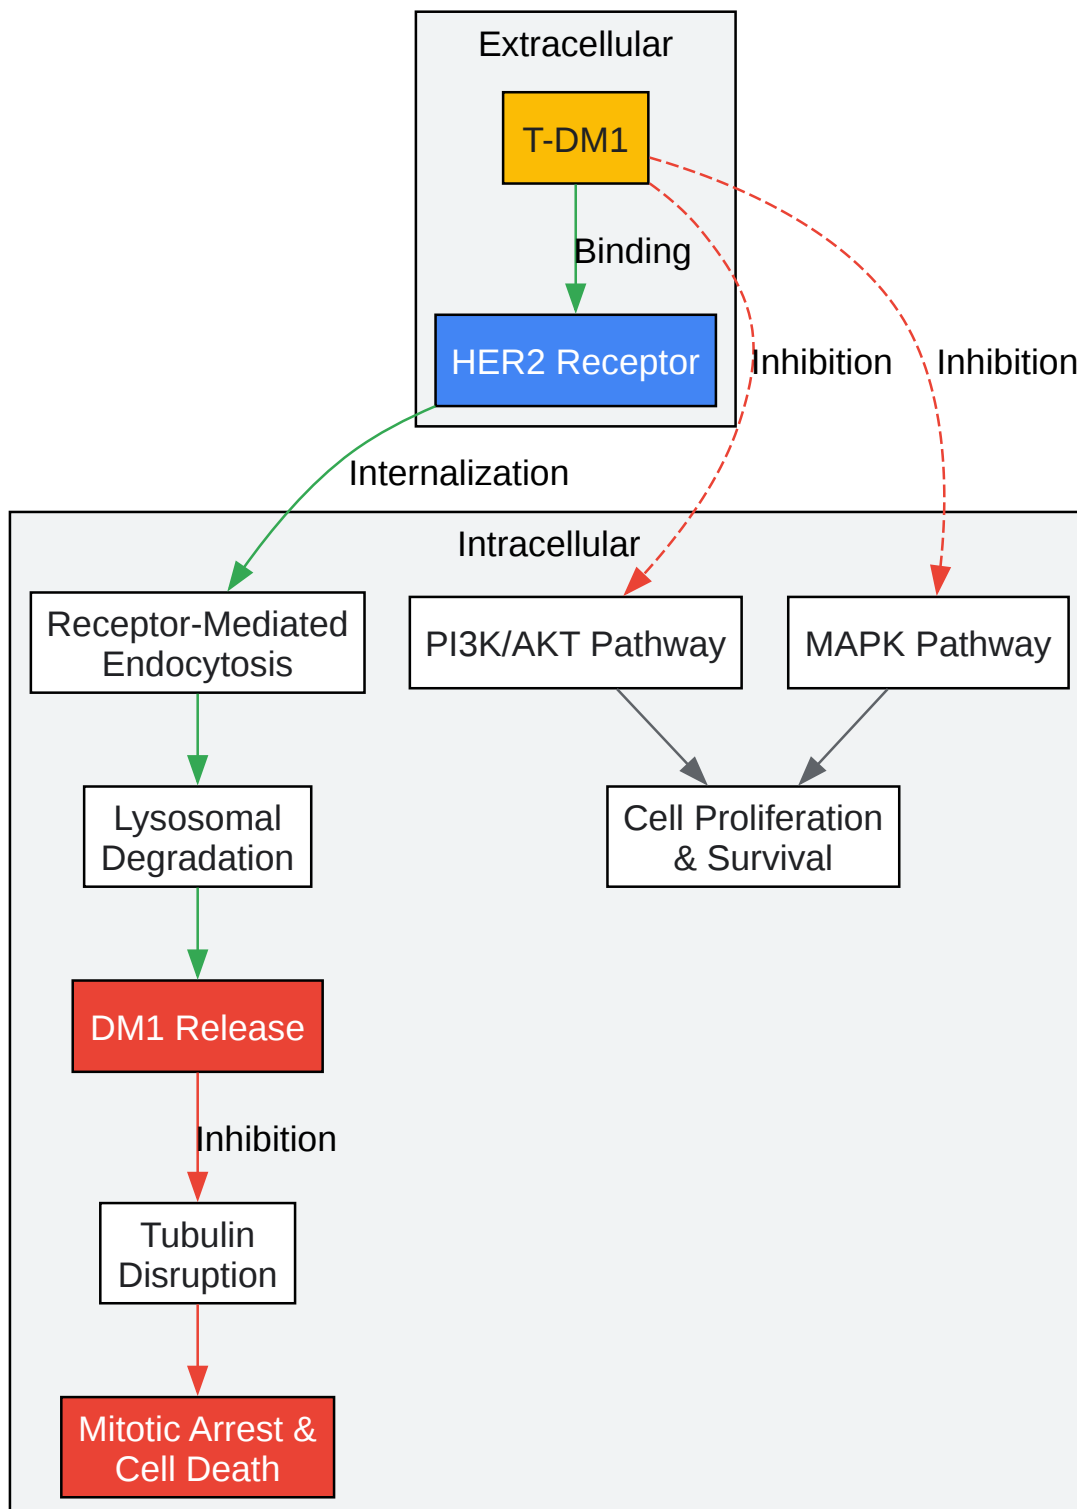 Extracellular
T-DM1
Binding
HER2 Receptor
Inhibition
Inhibition
Internalization
Intracellular
Receptor-Mediated
Endocytosis
PI3K/AKT Pathway
MAPK Pathway
Lysosomal
Degradation
Cell Proliferation
& Survival
DM1 Release
Inhibition
Tubulin
Disruption
Mitotic Arrest &
Cell Death